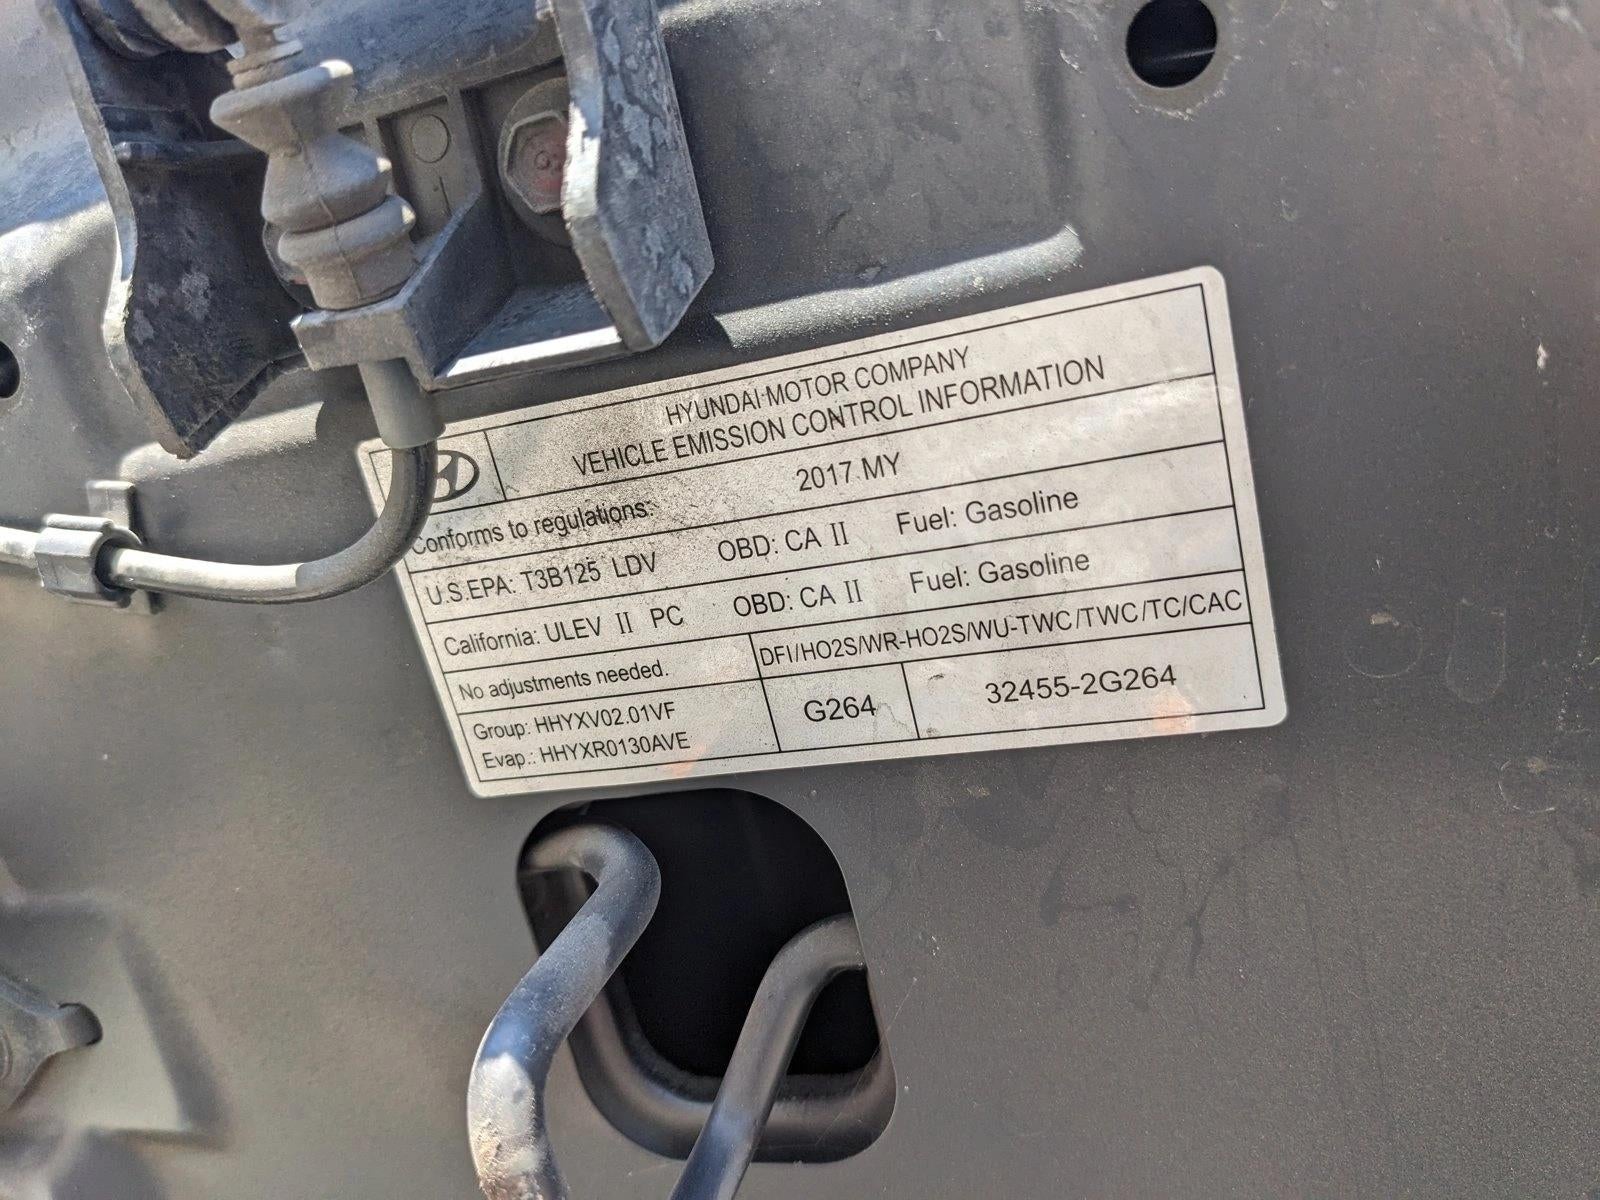 HYUNDAI MOTOR COMPANY
VEHICLE EMISSION CONTROL INFORMATION
Conforms to regulations: 2017 MY
U.S.EPA: T3B125 LDV OBD: CA II Fuel: Gasoline
California: ULEV II PC OBD: CA II Fuel: Gasoline
No adjustments needed. DFI/HO2S/WR-HO2S/WU-TWC/TWC/TC/CAC
Group: HHYXV02.01VF
Evap.: HHYXR0130AVE
G264 32455-2G264